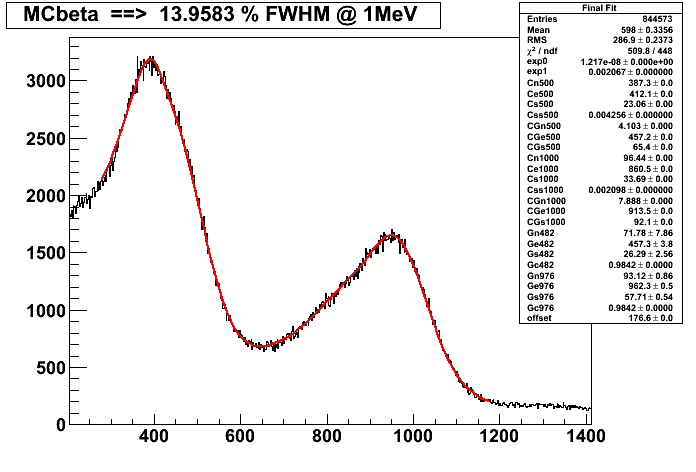 MCbeta ==> 13.9583 % FWHM @ 1MeV
Final Fit
Entries 844573
Mean 598 ± 0.3356
RMS 286.9 ± 0.2373
χ² / ndf 509.8 / 448
exp0 1.217e-08 ± 0.000e+00
exp1 0.002067 ± 0.000000
Cn500 387.3 ± 0.0
Ce500 412.1 ± 0.0
Cs500 23.06 ± 0.00
Css500 0.004256 ± 0.000000
CGn500 4.103 ± 0.000
CGe500 457.2 ± 0.0
CGs500 65.4 ± 0.0
Cn1000 96.44 ± 0.00
Ce1000 860.5 ± 0.0
Cs1000 33.69 ± 0.00
Css1000 0.002098 ± 0.000000
CGn1000 7.888 ± 0.000
CGe1000 913.5 ± 0.0
CGs1000 92.1 ± 0.0
Gn482 71.78 ± 7.86
Ge482 457.3 ± 3.8
Gs482 26.29 ± 2.56
Gc482 0.9842 ± 0.0000
Gn976 93.12 ± 0.86
Ge976 962.3 ± 0.5
Gs976 57.71 ± 0.54
Gc976 0.9842 ± 0.0000
offset 176.6 ± 0.0
3000
2500
2000
1500
1000
500
0
400 600 800 1000 1200 1400